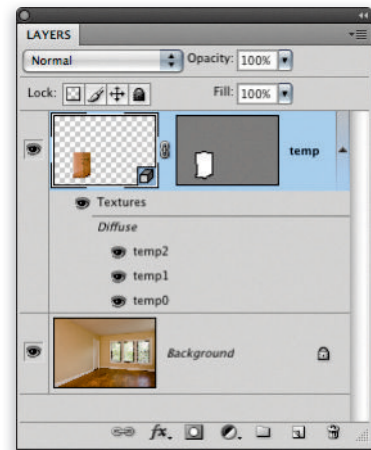 LAYERS
Normal Opacity: 100%
Lock: Fill: 100%
temp
Textures
Diffuse
temp2
temp1
temp0
Background
fx.